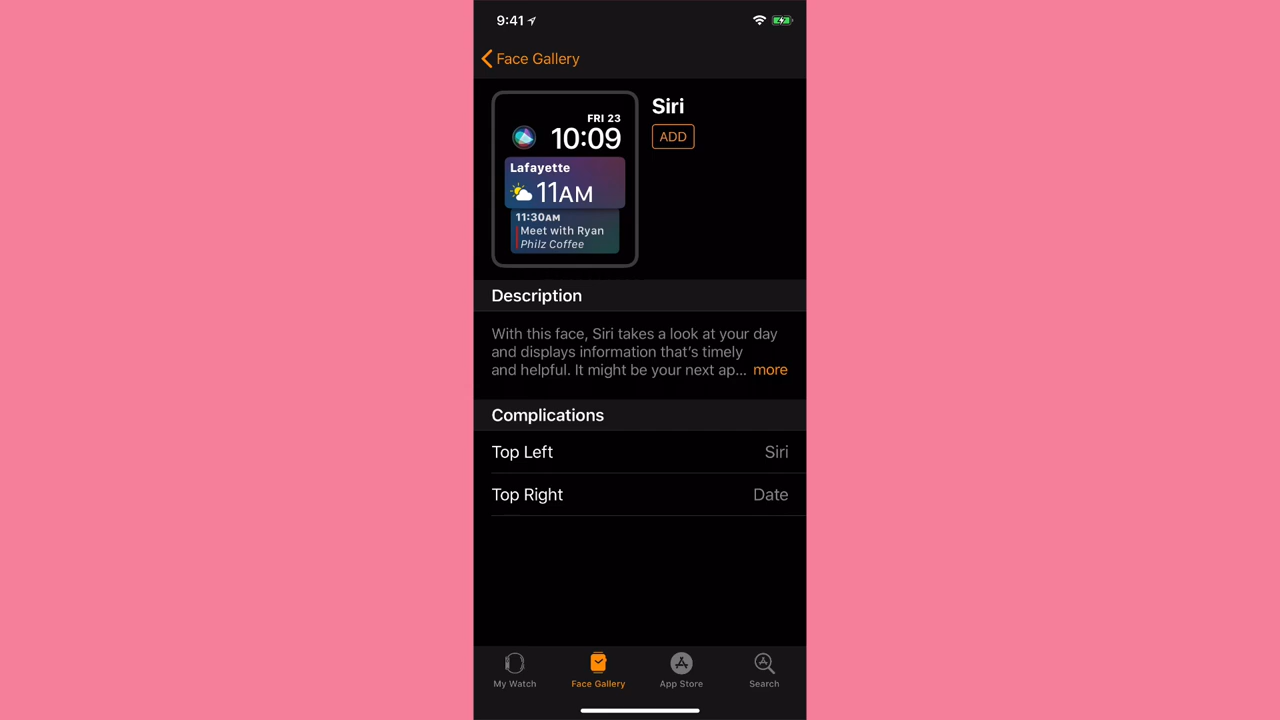 9:41
Face Gallery
FRI 23
10:09
Lafayette
11AM
11:30AM
Meet with Ryan
Philz Coffee
Siri
ADD
Description
With this face, Siri takes a look at your day
and displays information that’s timely
and helpful. It might be your next ap... more
Complications
Top Left Siri
Top Right Date
My Watch Face Gallery App Store Search